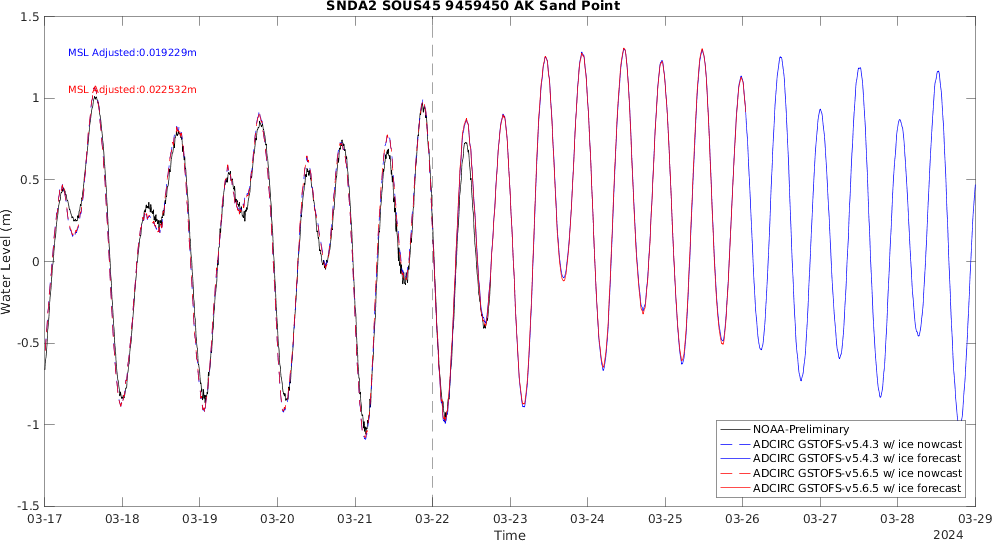 SNDA2 SOUS45 9459450 AK Sand Point
1.5
MSL Adjusted:0.019229m
MSL Adjusted:0.022532m
1
0.5
0
-0.5
-1
-1.5
Water Level (m)
NOAA-Preliminary
ADCIRC GSTOFS-v5.4.3 w/ ice nowcast
ADCIRC GSTOFS-v5.4.3 w/ ice forecast
ADCIRC GSTOFS-v5.6.5 w/ ice nowcast
ADCIRC GSTOFS-v5.6.5 w/ ice forecast
03-17 03-18 03-19 03-20 03-21 03-22 03-23 03-24 03-25 03-26 03-27 03-28 03-29
Time
2024